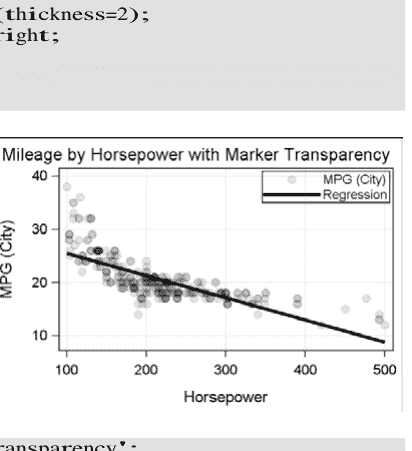 (thickness=2);
right;
Mileage by Horsepower with Marker Transparency
MPG (City)
Regression
MPG (City)
40
30
20
10
100 200 300 400 500
Horsepower
ransparency";